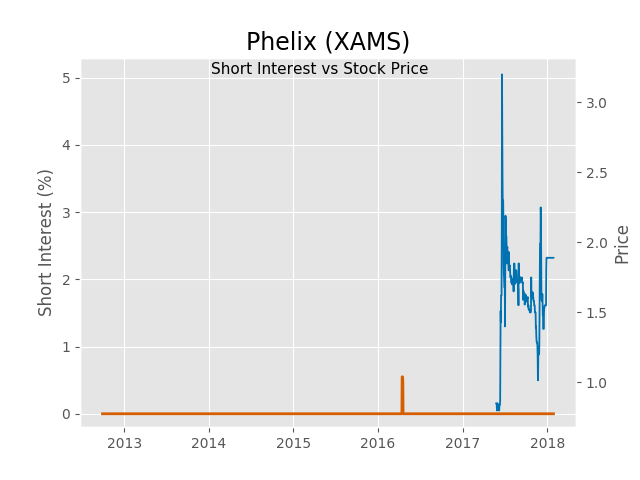 Phelix (XAMS)
Short Interest vs Stock Price
Short Interest (%)
5
4
3
2
1
0
3.0
2.5
2.0
1.5
1.0
Price
2013 2014 2015 2016 2017 2018